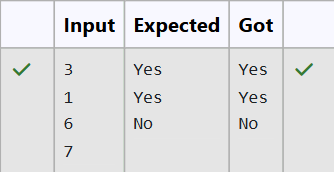 Input Expected Got
3 Yes Yes
1 Yes Yes
6 No No
7